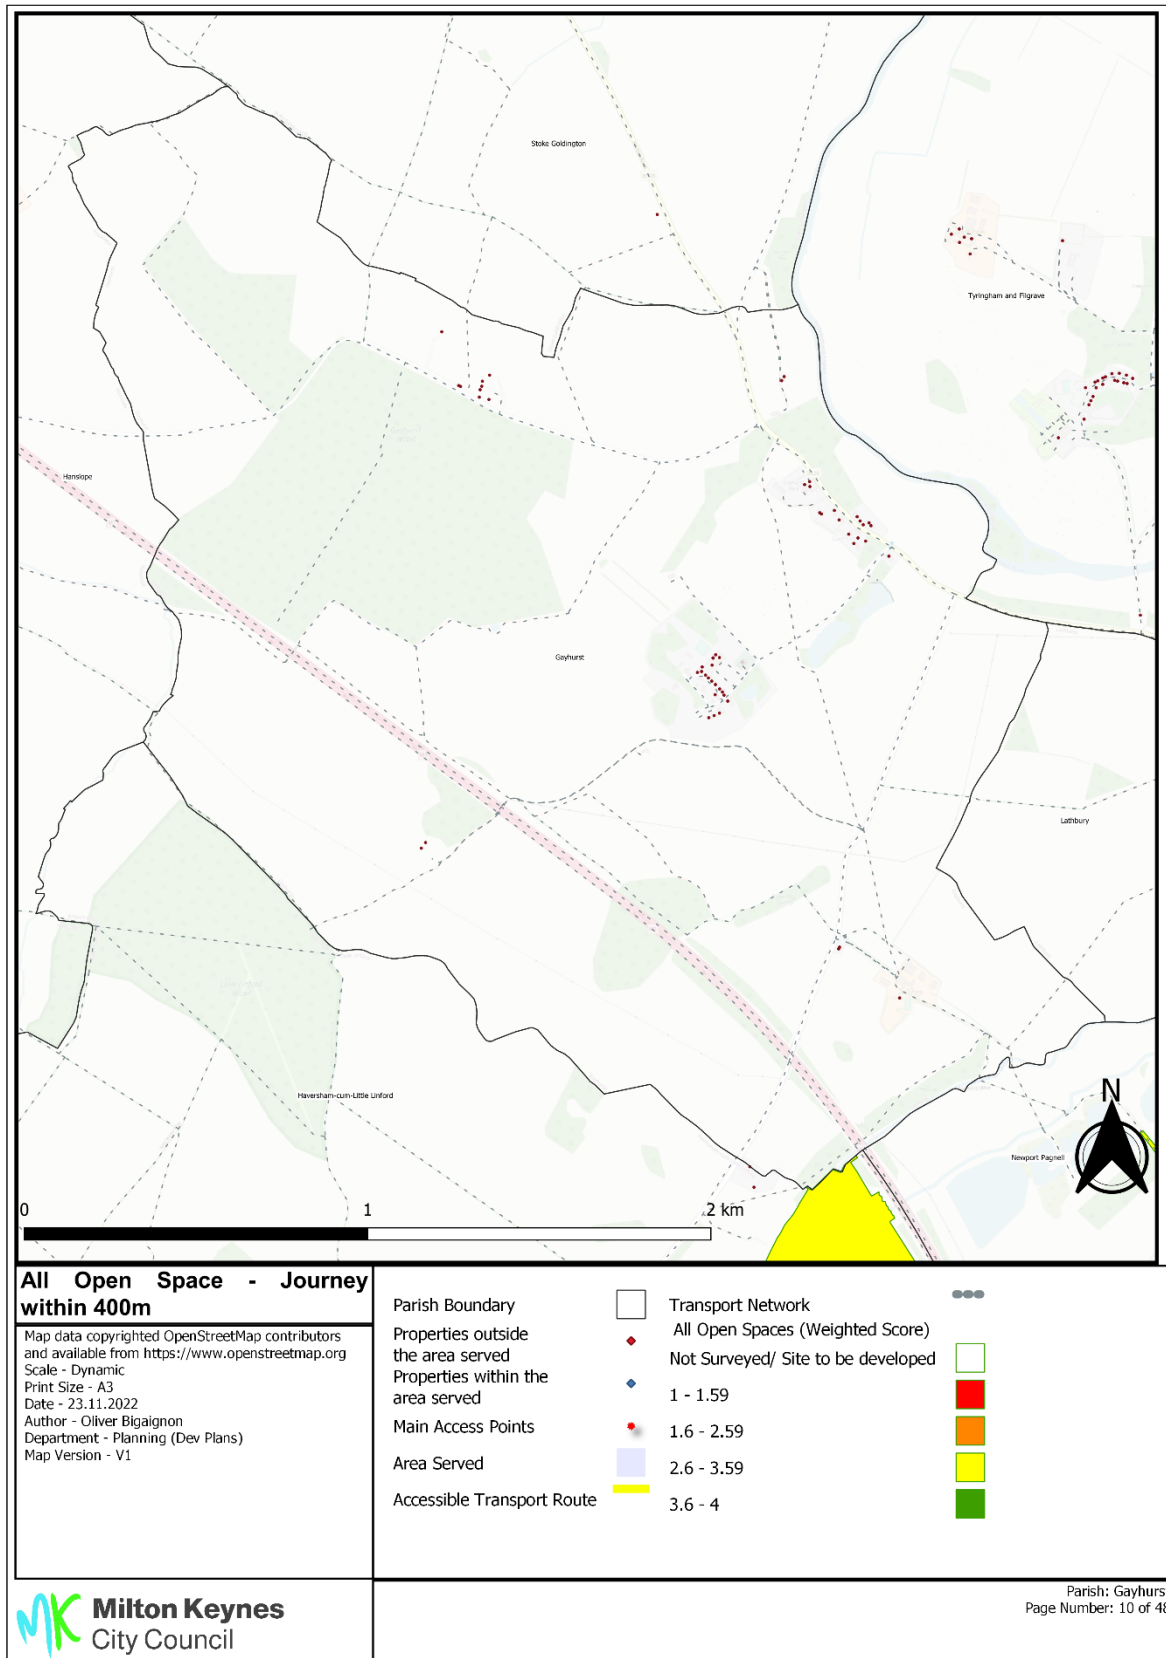 Stoke Goldington
Tyringham and Filgrave
Hanslope
Gayhurst
Lathbury
Haversham-cum-Little Linford
Newport Pagnell
N
0 1 2 km
All Open Space - Journey
within 400m
Map data copyrighted OpenStreetMap contributors
and available from https://www.openstreetmap.org
Scale - Dynamic
Print Size - A3
Date - 23.11.2022
Author - Oliver Bigaignon
Department - Planning (Dev Plans)
Map Version - V1
Parish Boundary
Properties outside
the area served
Properties within the
area served
Main Access Points
Area Served
Accessible Transport Route
Transport Network
All Open Spaces (Weighted Score)
Not Surveyed/ Site to be developed
1 - 1.59
1.6 - 2.59
2.6 - 3.59
3.6 - 4
MK Milton Keynes
City Council
Parish: Gayhurst
Page Number: 10 of 48